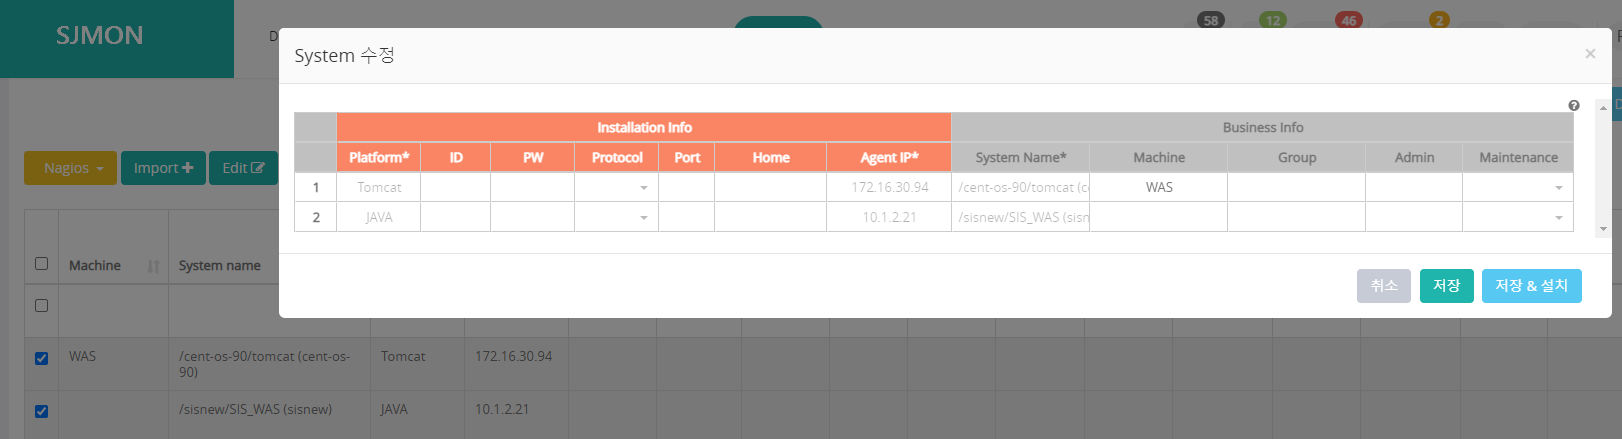 SJMON
D
58
12
46
2
System 수정
×
Installation Info
Business Info
Platform*
ID
PW
Protocol
Port
Home
Agent IP*
System Name*
Machine
Group
Admin
Maintenance
1
Tomcat
172.16.30.94
/cent-os-90/tomcat (ce
WAS
2
JAVA
10.1.2.21
/sisnew/SIS_WAS (sisn
취소
저장
저장 & 설치
Nagios
Import
Edit
Machine
System name
WAS
/cent-os-90/tomcat (cent-os-
90)
Tomcat
172.16.30.94
/sisnew/SIS_WAS (sisnew)
JAVA
10.1.2.21